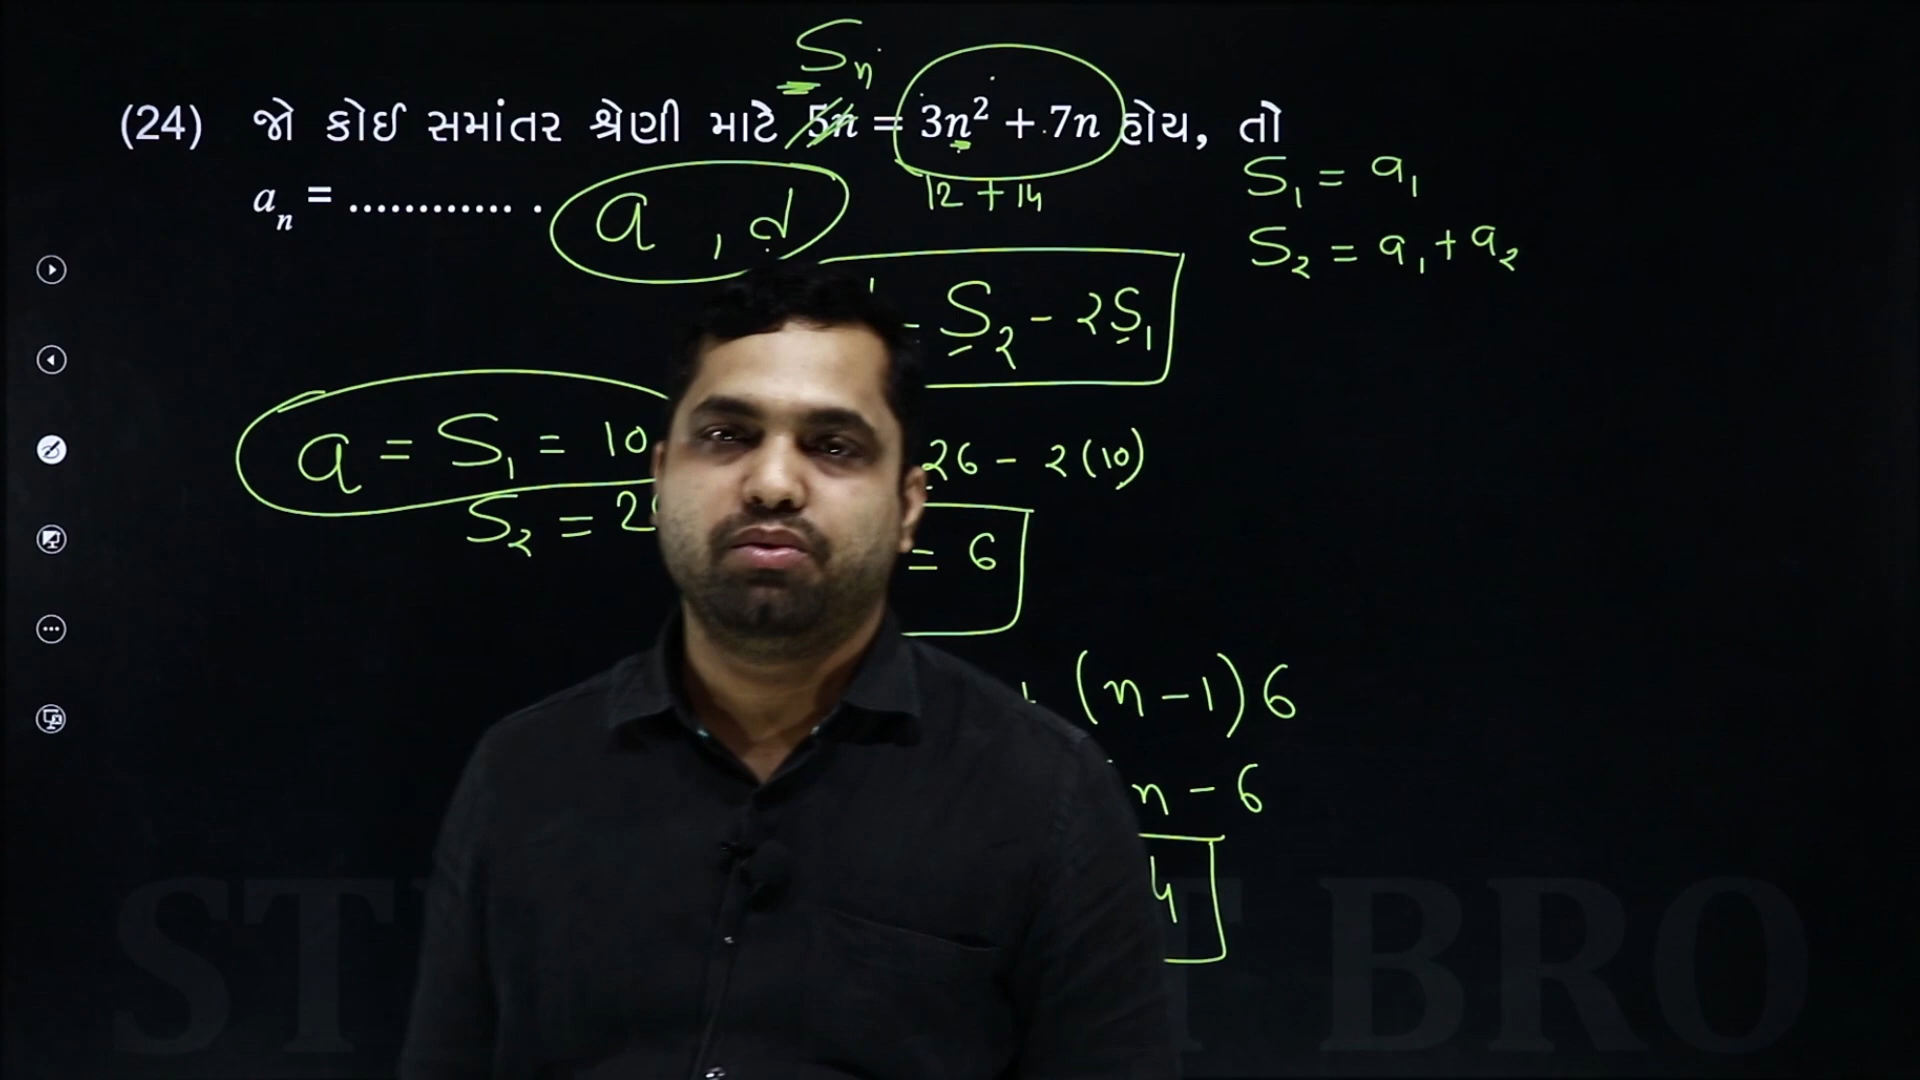 Sn
(24) જો કોઈ સમાંતર શ્રેણી માટે 5n = 3n² + 7n હોય, તો
12 + 14
an = ............ .
a , d
S₁ = a₁
S₂ = a₁ + a₂
= S₂ - 2S₁
a = S₁ = 10
26 - 2(10)
S₂ = 2
= 6
+ (n - 1) 6
n - 6
4
BRO